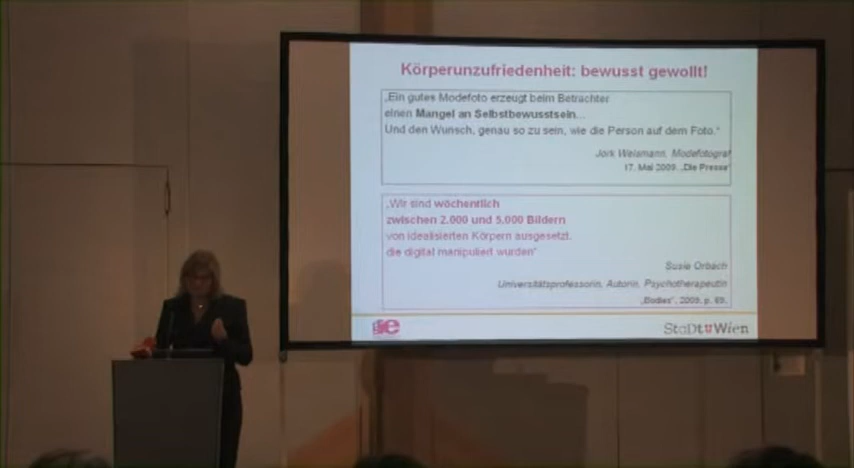 Körperunzufriedenheit: bewusst gewollt!
„Ein gutes Modefoto erzeugt beim Betrachter
einen Mangel an Selbstbewusstsein...
Und den Wunsch, genau so zu sein, wie die Person auf dem Foto."
Jork Weismann, Modefotograf
17. Mai 2009. „Die Presse"
„Wir sind wöchentlich
zwischen 2.000 und 5.000 Bildern
von idealisierten Körpern ausgesetzt,
die digital manipuliert wurden"
Susie Orbach
Universitätsprofessorin, Autorin, Psychotherapeutin
„Bodies", 2009, p. 69.
StaDt Wien